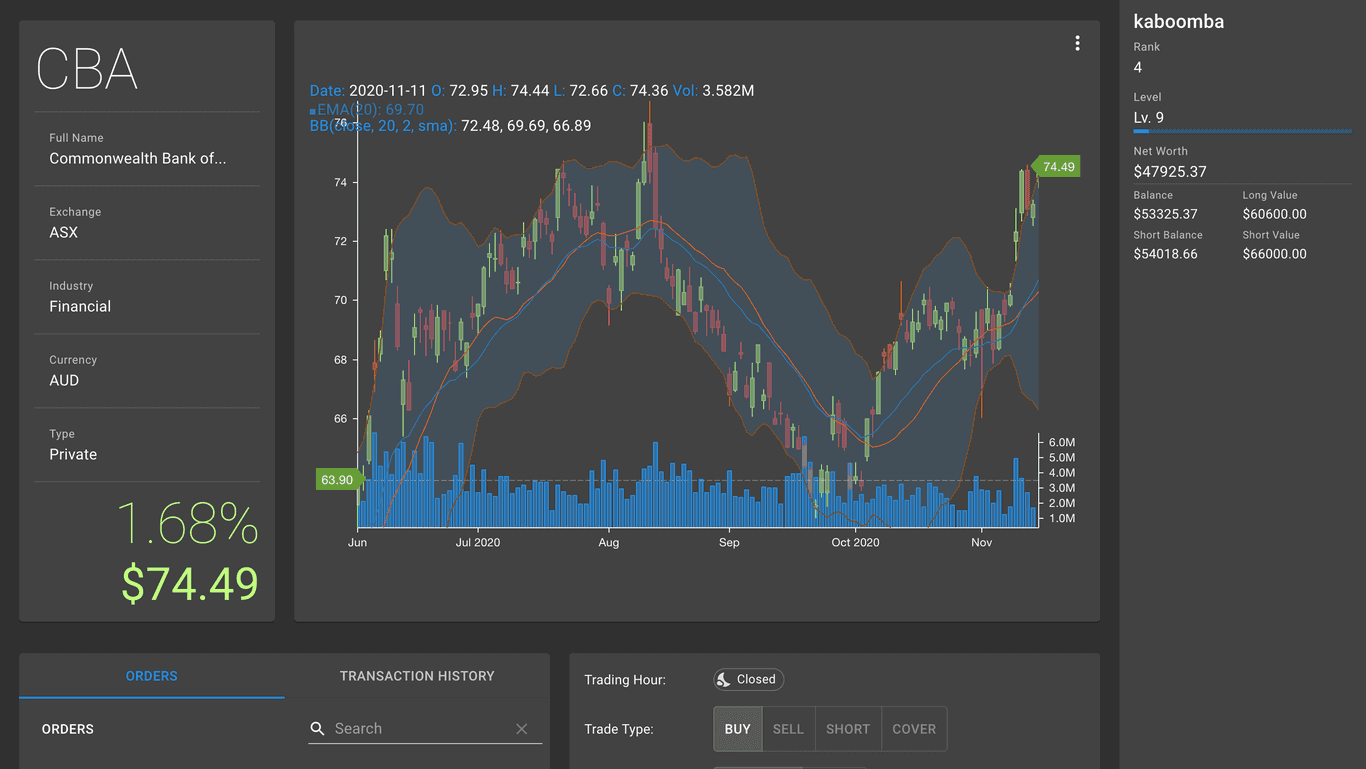 CBA
Full Name
Commonwealth Bank of...
Exchange
ASX
Industry
Financial
Currency
AUD
Type
Private
1.68%
$74.49
Date: 2020-11-11 O: 72.95 H: 74.44 L: 72.66 C: 74.36 Vol: 3.582M
EMA(20): 69.70
BB(close, 20, 2, sma): 72.48, 69.69, 66.89
76
74
72
70
68
66
74.49
63.90
6.0M
5.0M
4.0M
3.0M
2.0M
1.0M
Jun Jul 2020 Aug Sep Oct 2020 Nov
kaboomba
Rank
4
Level
Lv. 9
Net Worth
$47925.37
Balance Long Value
$53325.37 $60600.00
Short Balance Short Value
$54018.66 $66000.00
ORDERS TRANSACTION HISTORY
ORDERS Search
Trading Hour: Closed
Trade Type: BUY SELL SHORT COVER